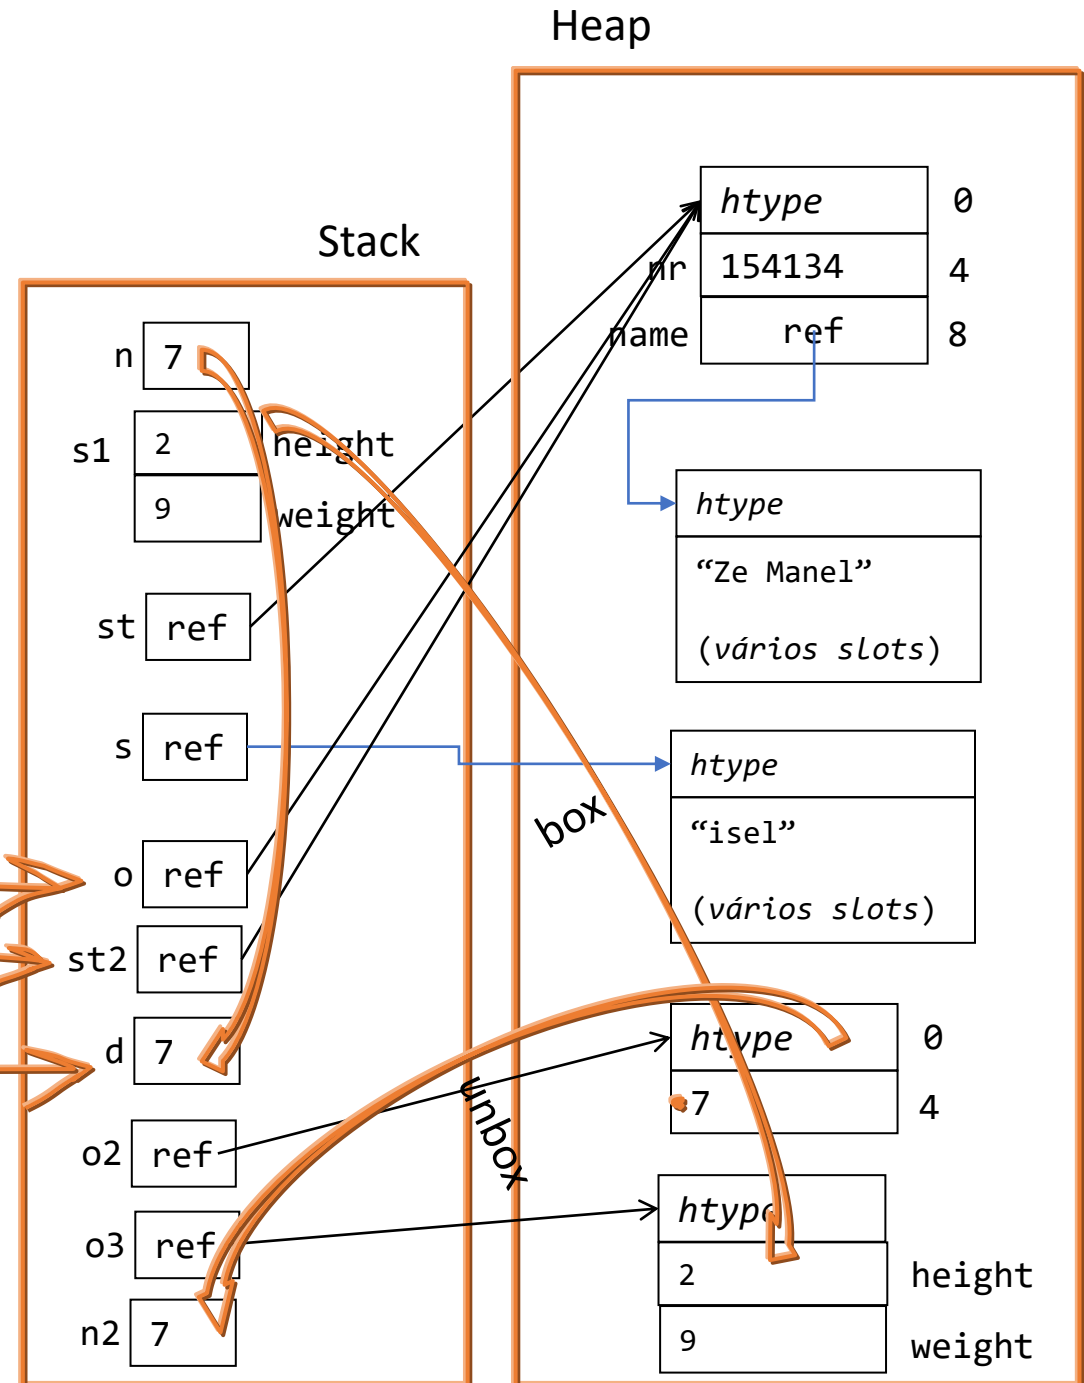 Heap
Stack
n 7
s1 2 height
9 weight
st ref
s ref
o ref
st2 ref
d 7
o2 ref
o3 ref
n2 7
box
unbox
htype 0
nr 154134 4
name ref 8
htype
“Ze Manel”
(vários slots)
htype
“isel”
(vários slots)
htype 0
7 4
htype
2 height
9 weight